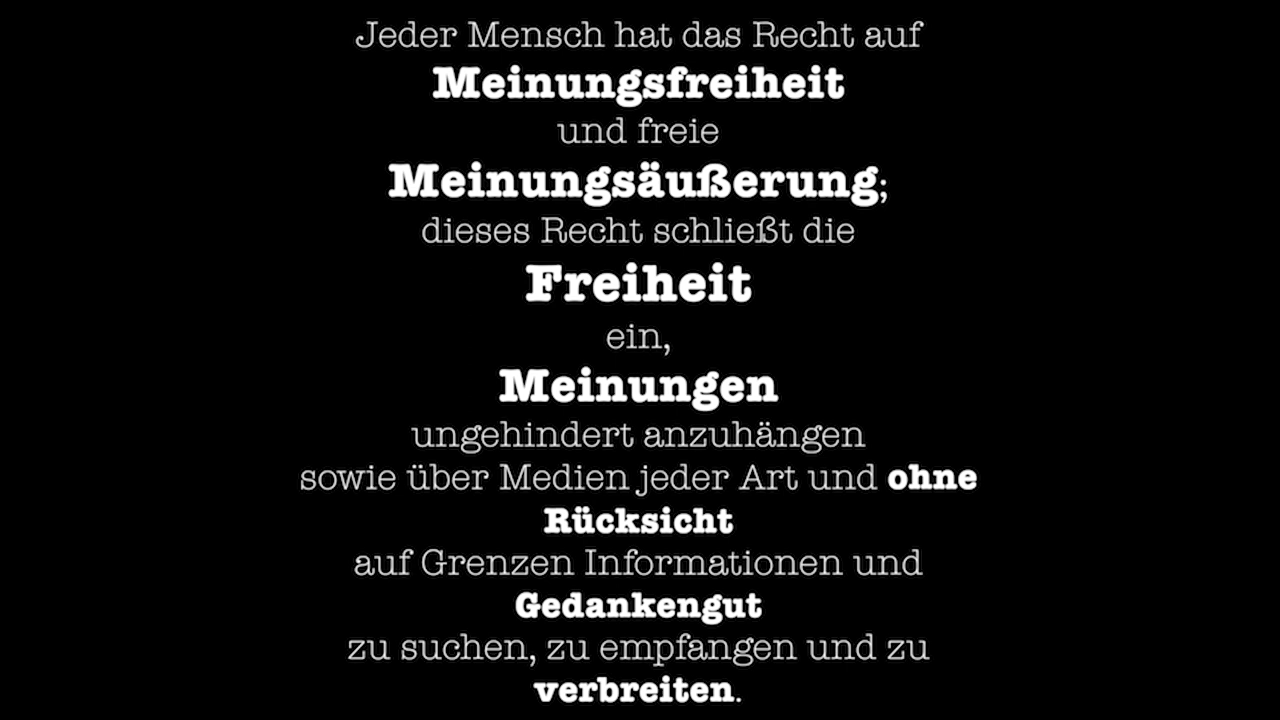 Jeder Mensch hat das Recht auf
Meinungsfreiheit
und freie
Meinungsäußerung;
dieses Recht schließt die
Freiheit
ein,
Meinungen
ungehindert anzuhängen
sowie über Medien jeder Art und ohne
Rücksicht
auf Grenzen Informationen und
Gedankengut
zu suchen, zu empfangen und zu
verbreiten.